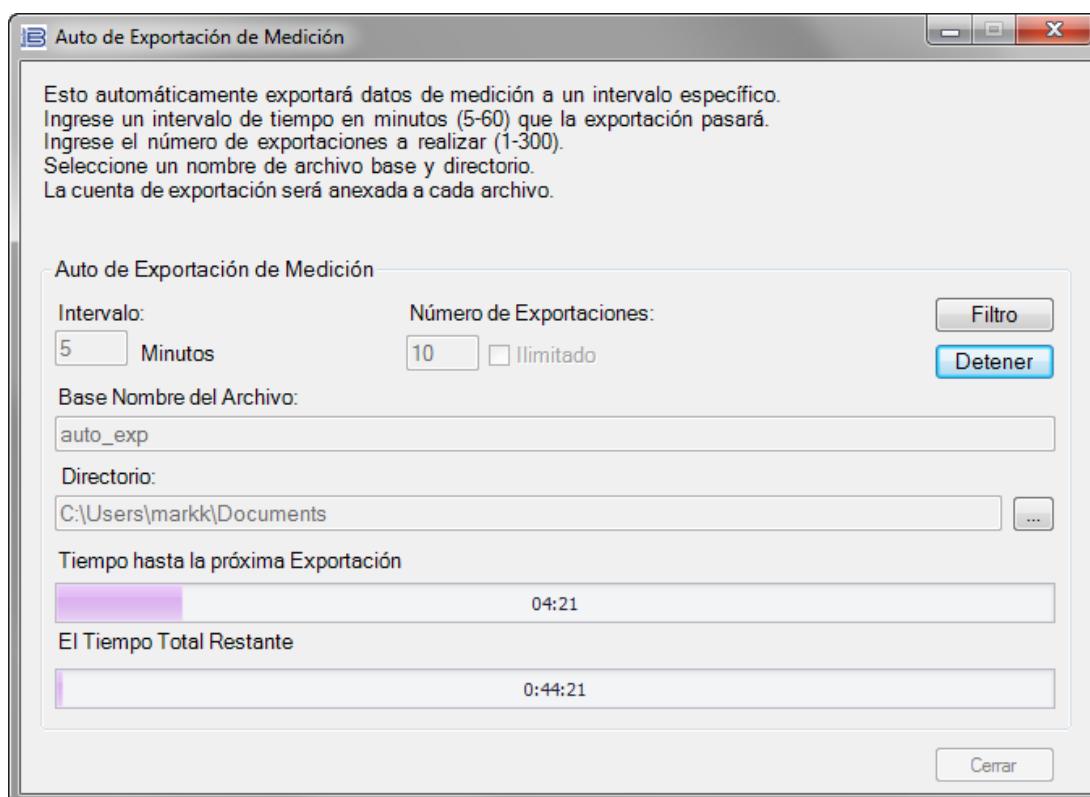 Auto de Exportación de Medición
Esto automáticamente exportará datos de medición a un intervalo específico.
Ingrese un intervalo de tiempo en minutos (5-60) que la exportación pasará.
Ingrese el número de exportaciones a realizar (1-300).
Seleccione un nombre de archivo base y directorio.
La cuenta de exportación será anexada a cada archivo.
Auto de Exportación de Medición
Intervalo:
Número de Exportaciones:
Filtro
5 Minutos
10 Ilimitado
Detener
Base Nombre del Archivo:
auto_exp
Directorio:
C:\Users\markk\Documents
...
Tiempo hasta la próxima Exportación
04:21
El Tiempo Total Restante
0:44:21
Cerrar